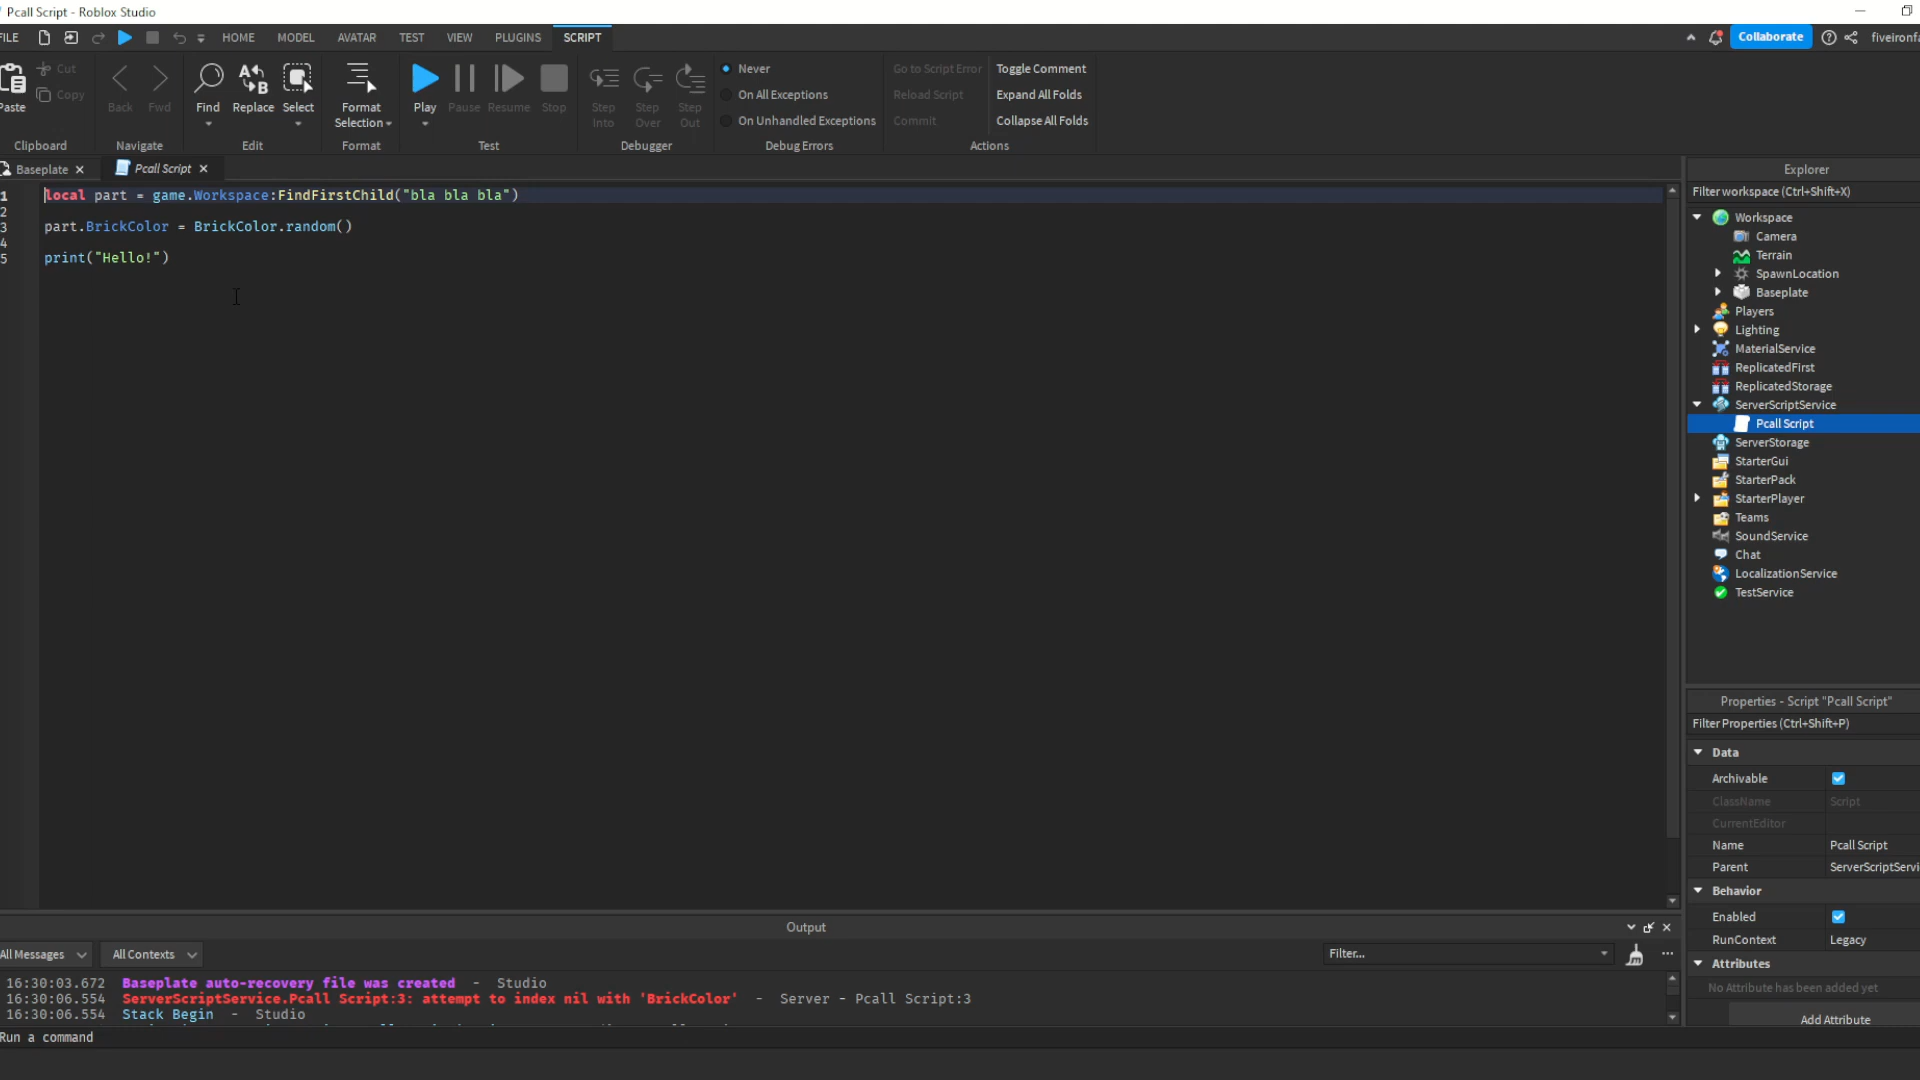 Pcall Script - Roblox Studio
FILE HOME MODEL AVATAR TEST VIEW PLUGINS SCRIPT Collaborate
Paste Cut Copy
Back Fwd
Find Replace Select
Format Selection
Play Pause Resume Stop
Step Into Step Over Step Out
Never
On All Exceptions
On Unhandled Exceptions
Go to Script Error
Reload Script
Commit
Toggle Comment
Expand All Folds
Collapse All Folds
Clipboard Navigate Edit Format Test Debugger Debug Errors Actions
Baseplate Pcall Script
1 local part = game.Workspace:FindFirstChild("bla bla bla")
2
3 part.BrickColor = BrickColor.random()
4
5 print("Hello!")
Explorer
Filter workspace (Ctrl+Shift+X)
Workspace
Camera
Terrain
SpawnLocation
Baseplate
Players
Lighting
MaterialService
ReplicatedFirst
ReplicatedStorage
ServerScriptService
Pcall Script
ServerStorage
StarterGui
StarterPack
StarterPlayer
Teams
SoundService
Chat
LocalizationService
TestService
Properties - Script "Pcall Script"
Filter Properties (Ctrl+Shift+P)
Data
Archivable
ClassName Script
CurrentEditor
Name Pcall Script
Parent ServerScriptServi
Behavior
Enabled
RunContext Legacy
Attributes
No Attribute has been added yet
Add Attribute
Output
All Messages All Contexts Filter...
16:30:03.672 Baseplate auto-recovery file was created - Studio
16:30:06.554 ServerScriptService.Pcall Script:3: attempt to index nil with 'BrickColor' - Server - Pcall Script:3
16:30:06.554 Stack Begin - Studio
Run a command